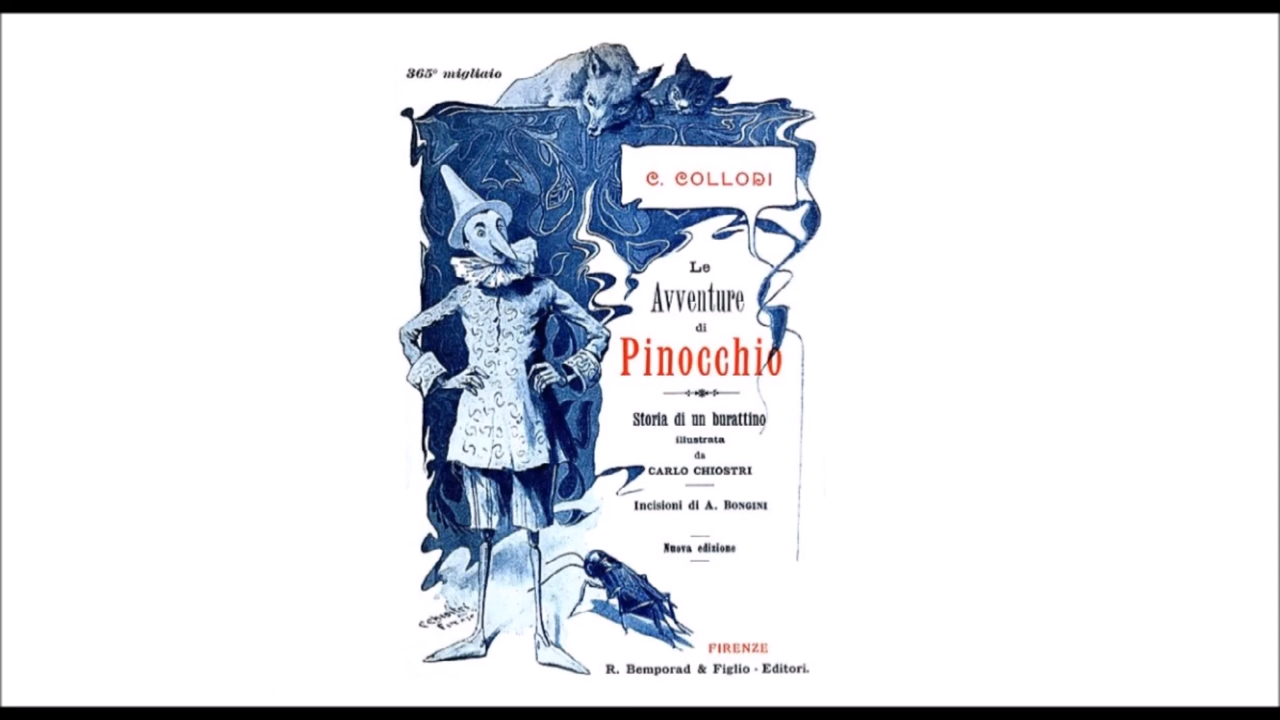 365º migliaio
C. COLLODI
Le
Avventure
di
Pinocchio
Storia di un burattino
illustrata
da
CARLO CHIOSTRI
Incisioni di A. BONGINI
Nuova edizione
FIRENZE
R. Bemporad & Figlio - Editori.